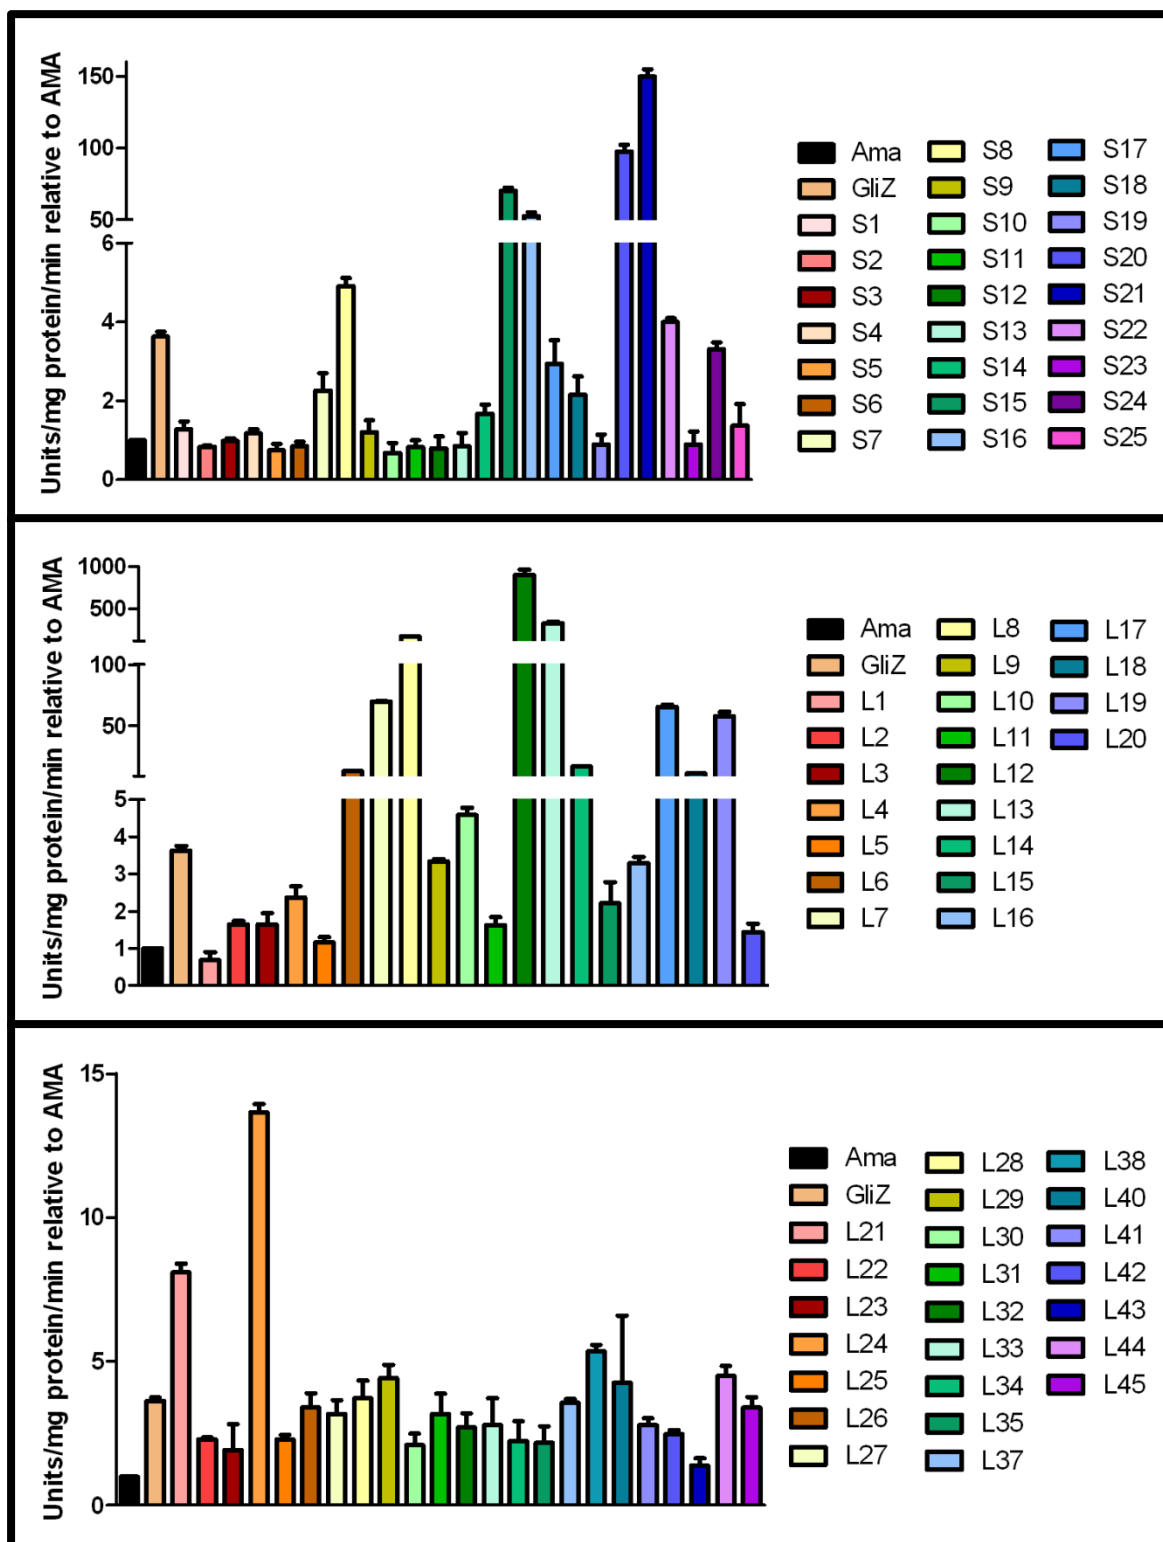 Units/mg protein/min relative to AMA
150
100
50
6
4
2
0
Ama
GliZ
S1
S2
S3
S4
S5
S6
S7
S8
S9
S10
S11
S12
S13
S14
S15
S16
S17
S18
S19
S20
S21
S22
S23
S24
S25
Units/mg protein/min relative to AMA
1000
500
100
50
5
4
3
2
1
0
Ama
GliZ
L1
L2
L3
L4
L5
L6
L7
L8
L9
L10
L11
L12
L13
L14
L15
L16
L17
L18
L19
L20
Units/mg protein/min relative to AMA
15
10
5
0
Ama
GliZ
L21
L22
L23
L24
L25
L26
L27
L28
L29
L30
L31
L32
L33
L34
L35
L37
L38
L40
L41
L42
L43
L44
L45